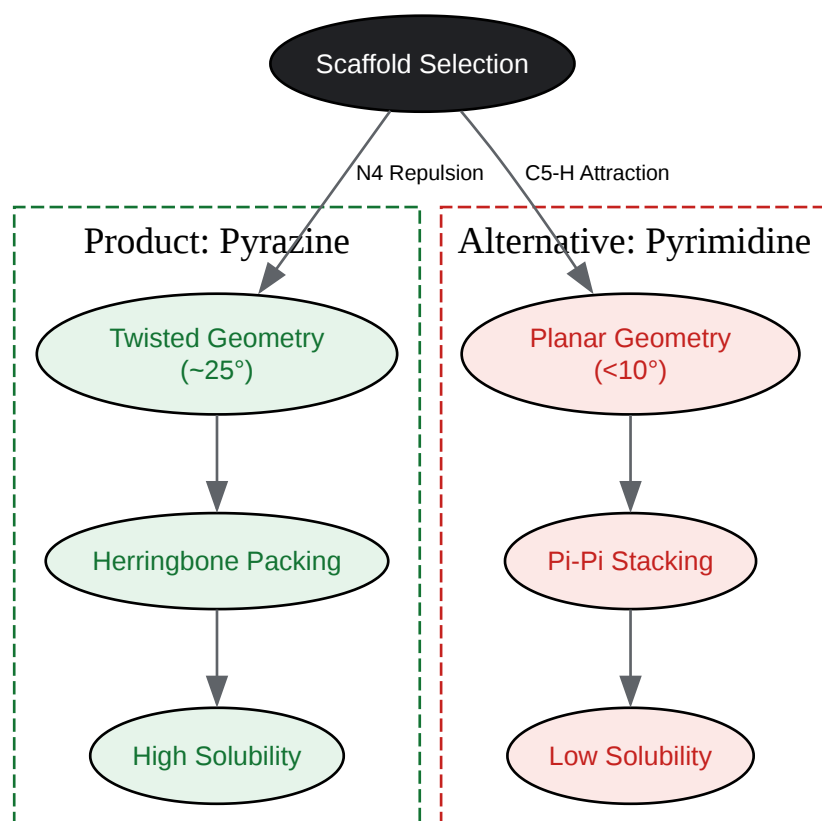 Scaffold Selection
N4 Repulsion
C5-H Attraction
Product: Pyrazine
Alternative: Pyrimidine
Twisted Geometry
(~25°)
Planar Geometry
(<10°)
Herringbone Packing
Pi-Pi Stacking
High Solubility
Low Solubility